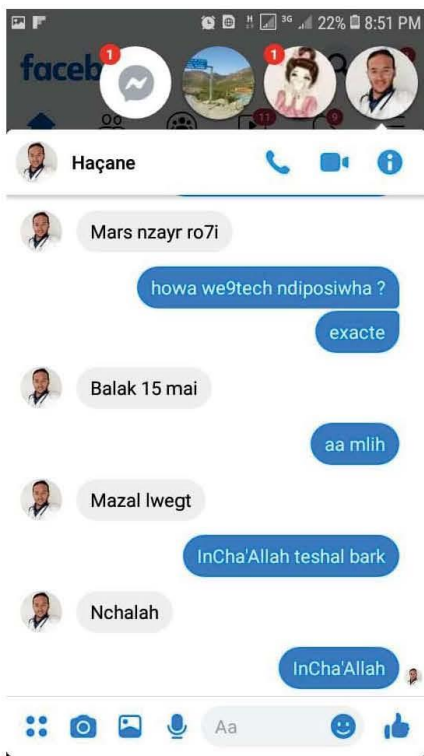 3G 22% 8:51 PM
faceb
1
1
11
Haçane
Mars nzayr ro7i
howa we9tech ndiposiwha ?
exacte
Balak 15 mai
aa mlih
Mazal lwegt
InCha'Allah teshal bark
Nchalah
InCha'Allah
Aa